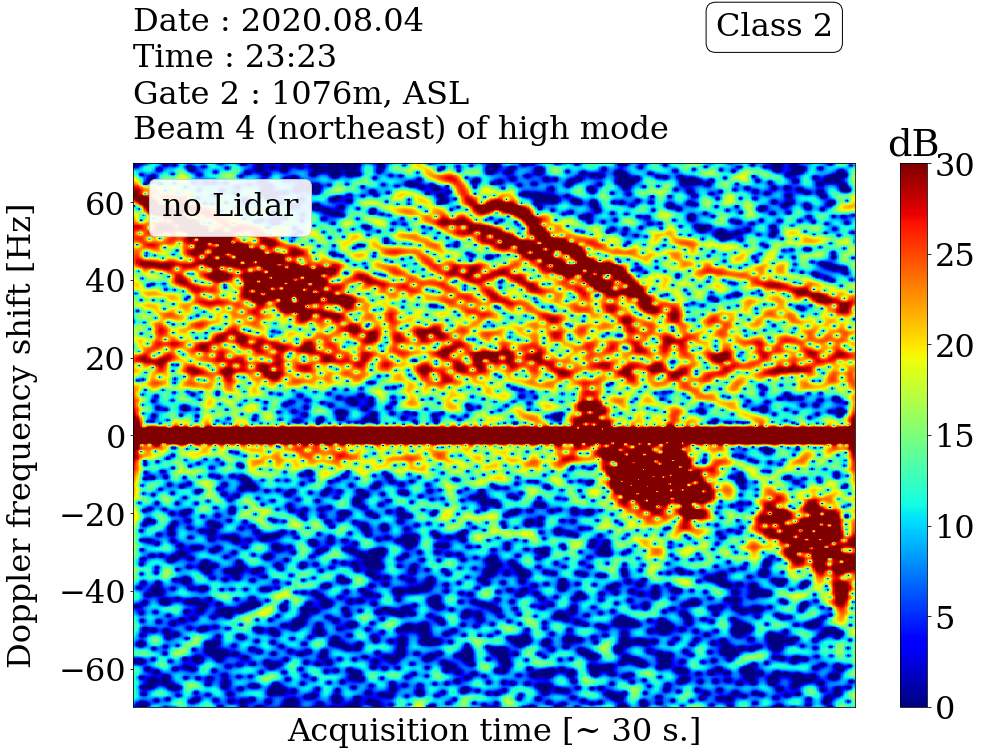 Date : 2020.08.04
Time : 23:23
Gate 2 : 1076m, ASL
Beam 4 (northeast) of high mode
Class 2
dB
no Lidar
Doppler frequency shift [Hz]
60
40
20
0
−20
−40
−60
30
25
20
15
10
5
0
Acquisition time [~ 30 s.]